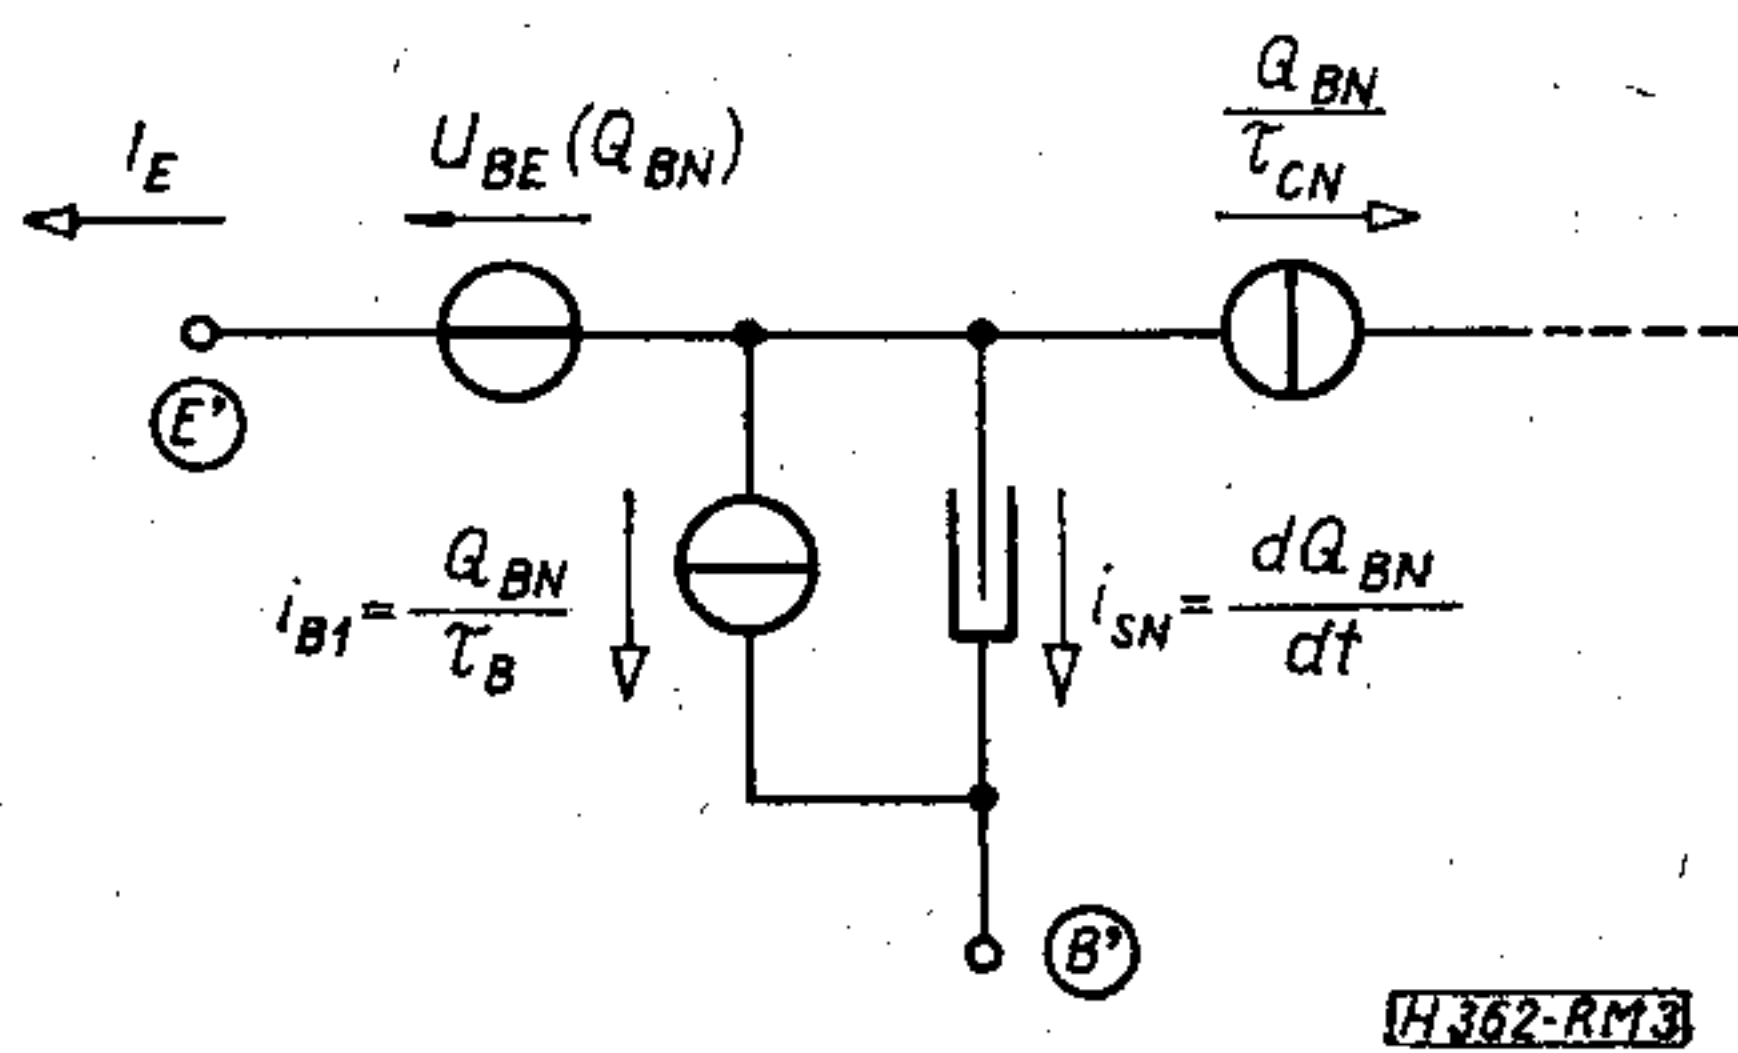 I_E
U_BE (Q_BN)
Q_BN / τ_CN
E'
i_B1 = Q_BN / τ_B
i_SN = dQ_BN / dt
B'
H362-RM3